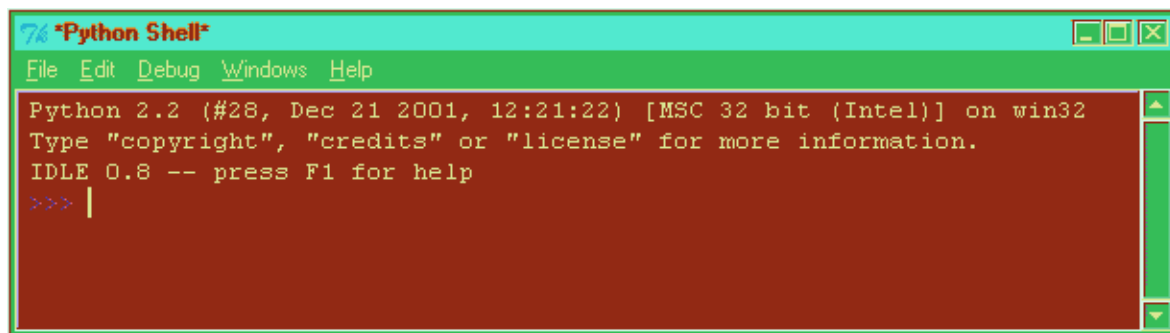 *Python Shell*
File Edit Debug Windows Help
Python 2.2 (#28, Dec 21 2001, 12:21:22) [MSC 32 bit (Intel)] on win32
Type "copyright", "credits" or "license" for more information.
IDLE 0.8 -- press F1 for help
>>>